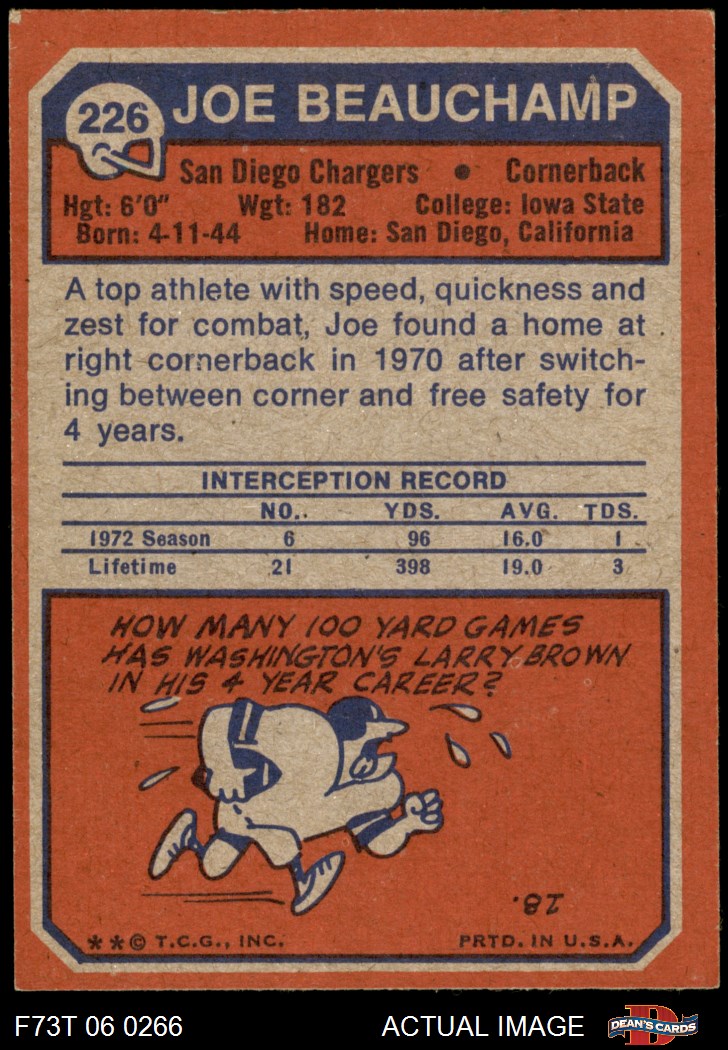 226
JOE BEAUCHAMP
San Diego Chargers • Cornerback
Hgt: 6'0" Wgt: 182 College: Iowa State
Born: 4-11-44 Home: San Diego, California
A top athlete with speed, quickness and
zest for combat, Joe found a home at
right cornerback in 1970 after switch-
ing between corner and free safety for
4 years.
INTERCEPTION RECORD
NO. YDS. AVG. TDS.
1972 Season 6 96 16.0 1
Lifetime 21 398 19.0 3
HOW MANY 100 YARD GAMES
HAS WASHINGTON'S LARRY BROWN
IN HIS 4 YEAR CAREER?
18.
**© T.C.G., INC. PRTD. IN U.S.A.
F73T 06 0266 ACTUAL IMAGE D DEAN'S CARDS